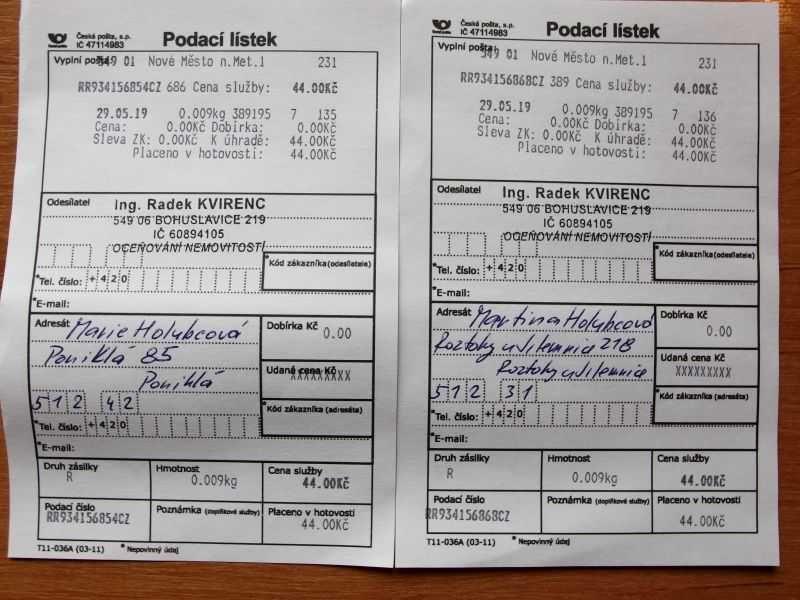 Česká pošta, s.p.
IČ 47114983
Podací lístek
Vyplní pošta 549 01 Nové Město n.Met.1 231
RR934156854CZ 686 Cena služby: 44.00Kč
29.05.19 0.009kg 389195 7 135
Cena: 0.00Kč Dobírka: 0.00Kč
Sleva ZK: 0.00Kč K úhradě: 44.00Kč
Placeno v hotovosti: 44.00Kč
Odesílatel
Ing. Radek KVIRENC
549 06 BOHUSLAVICE 219
IČ 60894105
OCEŇOVÁNÍ NEMOVITOSTÍ
*Kód zákazníka (odesílatele)
*Tel. číslo: +420
*E-mail:
Adresát Marie Holubcová
Poniklá 85
Poniklá
512 42
Dobírka Kč
0.00
Udaná cena Kč
XXXXXXXXX
*Kód zákazníka (adresáta)
*Tel. číslo: +420
*E-mail:
Druh zásilky
R
Hmotnost
0.009kg
Cena služby
44.00Kč
Podací číslo
RR934156854CZ
Poznámka (doplňkové služby)
Placeno v hotovosti
44.00Kč
T11-036A (03-11) * Nepovinný údaj
Česká pošta, s.p.
IČ 47114983
Podací lístek
Vyplní pošta 549 01 Nové Město n.Met.1 231
RR934156868CZ 389 Cena služby: 44.00Kč
29.05.19 0.009kg 389195 7 136
Cena: 0.00Kč Dobírka: 0.00Kč
Sleva ZK: 0.00Kč K úhradě: 44.00Kč
Placeno v hotovosti: 44.00Kč
Odesílatel
Ing. Radek KVIRENC
549 06 BOHUSLAVICE 219
IČ 60894105
OCEŇOVÁNÍ NEMOVITOSTÍ
*Kód zákazníka (odesílatele)
*Tel. číslo: +420
*E-mail:
Adresát Martina Holubcová
Roztoky u Jilemnice 218
Roztoky u Jilemnice
512 31
Dobírka Kč
0.00
Udaná cena Kč
XXXXXXXXX
*Kód zákazníka (adresáta)
*Tel. číslo: +420
*E-mail:
Druh zásilky
R
Hmotnost
0.009kg
Cena služby
44.00Kč
Podací číslo
RR934156868CZ
Poznámka (doplňkové služby)
Placeno v hotovosti
44.00Kč
T11-036A (03-11) * Nepovinný údaj